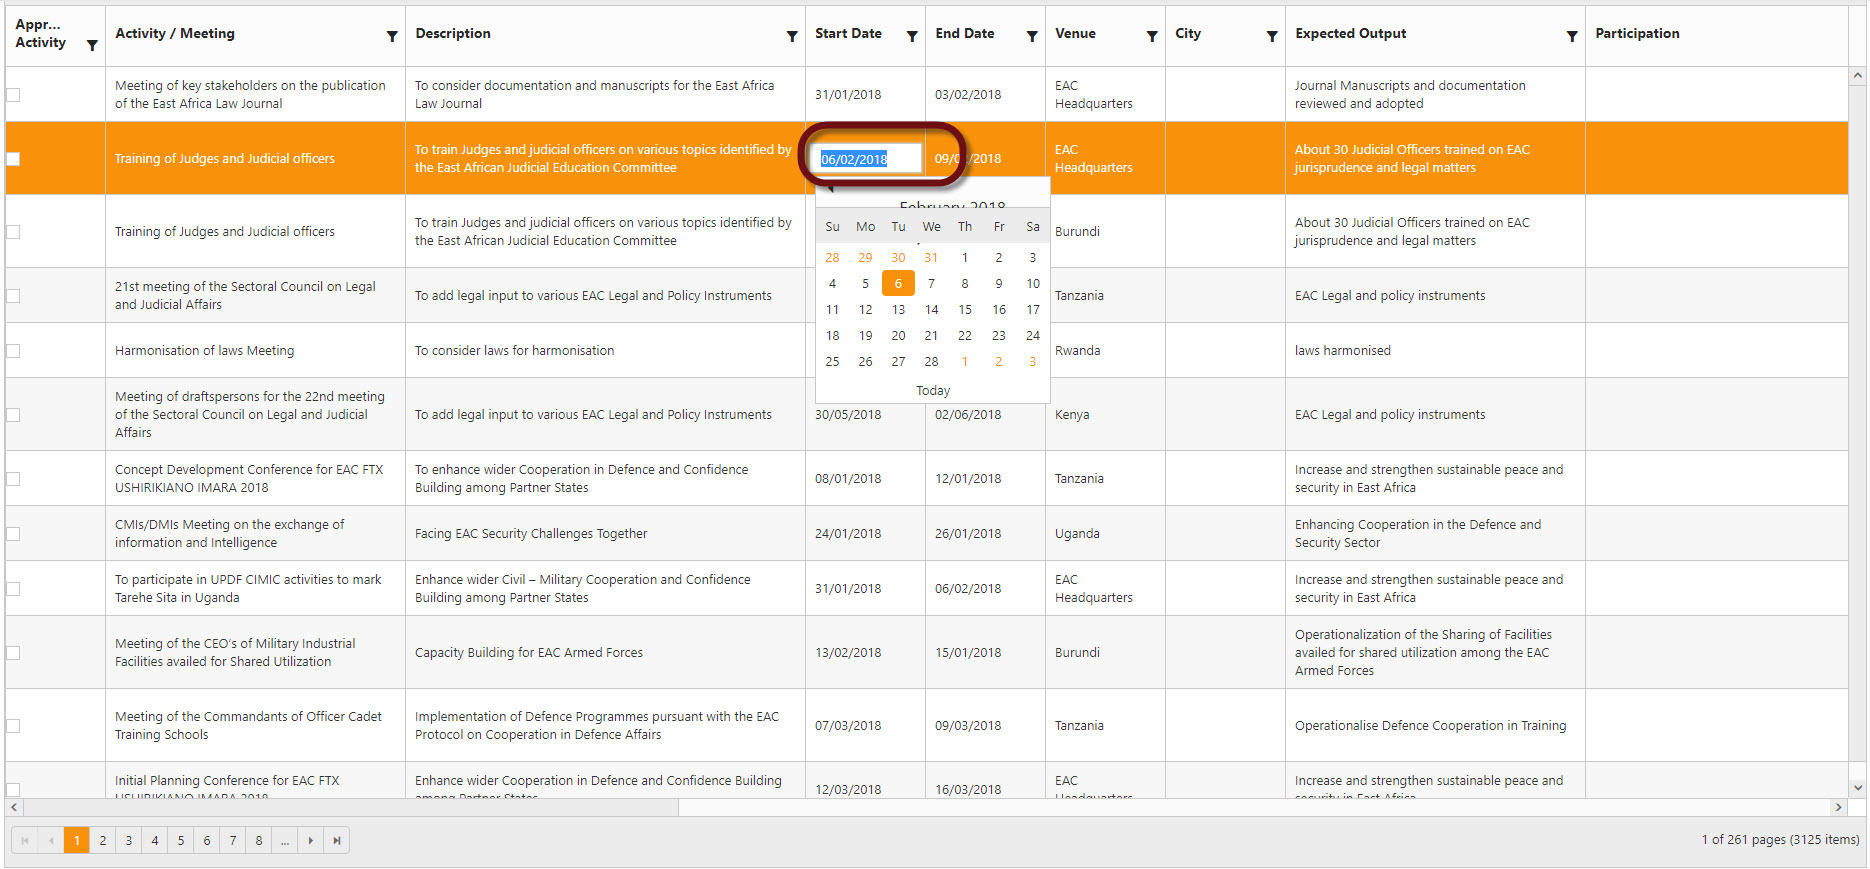 Appr...
Activity
Activity / Meeting
Description
Start Date
End Date
Venue
City
Expected Output
Participation
Meeting of key stakeholders on the publication
of the East Africa Law Journal
To consider documentation and manuscripts for the East Africa
Law Journal
31/01/2018
03/02/2018
EAC
Headquarters
Journal Manuscripts and documentation
reviewed and adopted
Training of Judges and Judicial officers
To train Judges and judicial officers on various topics identified by
the East African Judicial Education Committee
06/02/2018
EAC
Headquarters
About 30 Judicial Officers trained on EAC
jurisprudence and legal matters
February 2018
Su Mo Tu We Th Fr Sa
28 29 30 31 1 2 3
4 5 6 7 8 9 10
11 12 13 14 15 16 17
18 19 20 21 22 23 24
25 26 27 28 1 2 3
Today
Training of Judges and Judicial officers
To train Judges and judicial officers on various topics identified by
the East African Judicial Education Committee
Burundi
About 30 Judicial Officers trained on EAC
jurisprudence and legal matters
21st meeting of the Sectoral Council on Legal
and Judicial Affairs
To add legal input to various EAC Legal and Policy Instruments
Tanzania
EAC Legal and policy instruments
Harmonisation of laws Meeting
To consider laws for harmonisation
Rwanda
laws harmonised
Meeting of draftspersons for the 22nd meeting
of the Sectoral Council on Legal and Judicial
Affairs
To add legal input to various EAC Legal and Policy Instruments
30/05/2018
02/06/2018
Kenya
EAC Legal and policy instruments
Concept Development Conference for EAC FTX
USHIRIKIANO IMARA 2018
To enhance wider Cooperation in Defence and Confidence
Building among Partner States
08/01/2018
12/01/2018
Tanzania
Increase and strengthen sustainable peace and
security in East Africa
CMIs/DMIs Meeting on the exchange of
information and Intelligence
Facing EAC Security Challenges Together
24/01/2018
26/01/2018
Uganda
Enhancing Cooperation in the Defence and
Security Sector
To participate in UPDF CIMIC activities to mark
Tarehe Sita in Uganda
Enhance wider Civil – Military Cooperation and Confidence
Building among Partner States
31/01/2018
06/02/2018
EAC
Headquarters
Increase and strengthen sustainable peace and
security in East Africa
Meeting of the CEO's of Military Industrial
Facilities availed for Shared Utilization
Capacity Building for EAC Armed Forces
13/02/2018
15/01/2018
Burundi
Operationalization of the Sharing of Facilities
availed for shared utilization among the EAC
Armed Forces
Meeting of the Commandants of Officer Cadet
Training Schools
Implementation of Defence Programmes pursuant with the EAC
Protocol on Cooperation in Defence Affairs
07/03/2018
09/03/2018
Tanzania
Operationalise Defence Cooperation in Training
Initial Planning Conference for EAC FTX
USHIRIKIANO IMARA 2018
Enhance wider Cooperation in Defence and Confidence Building
among Partner States
12/03/2018
16/03/2018
EAC
Headquarters
Increase and strengthen sustainable peace and
security in East Africa
1 2 3 4 5 6 7 8 ...
1 of 261 pages (3125 items)